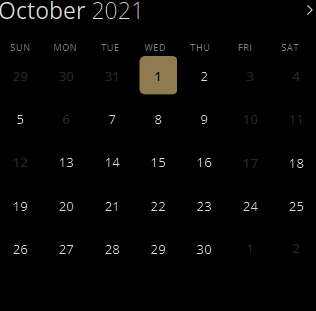 October 2021
SUN MON TUE WED THU FRI SAT
29 30 31 1 2 3 4
5 6 7 8 9 10 11
12 13 14 15 16 17 18
19 20 21 22 23 24 25
26 27 28 29 30 1 2